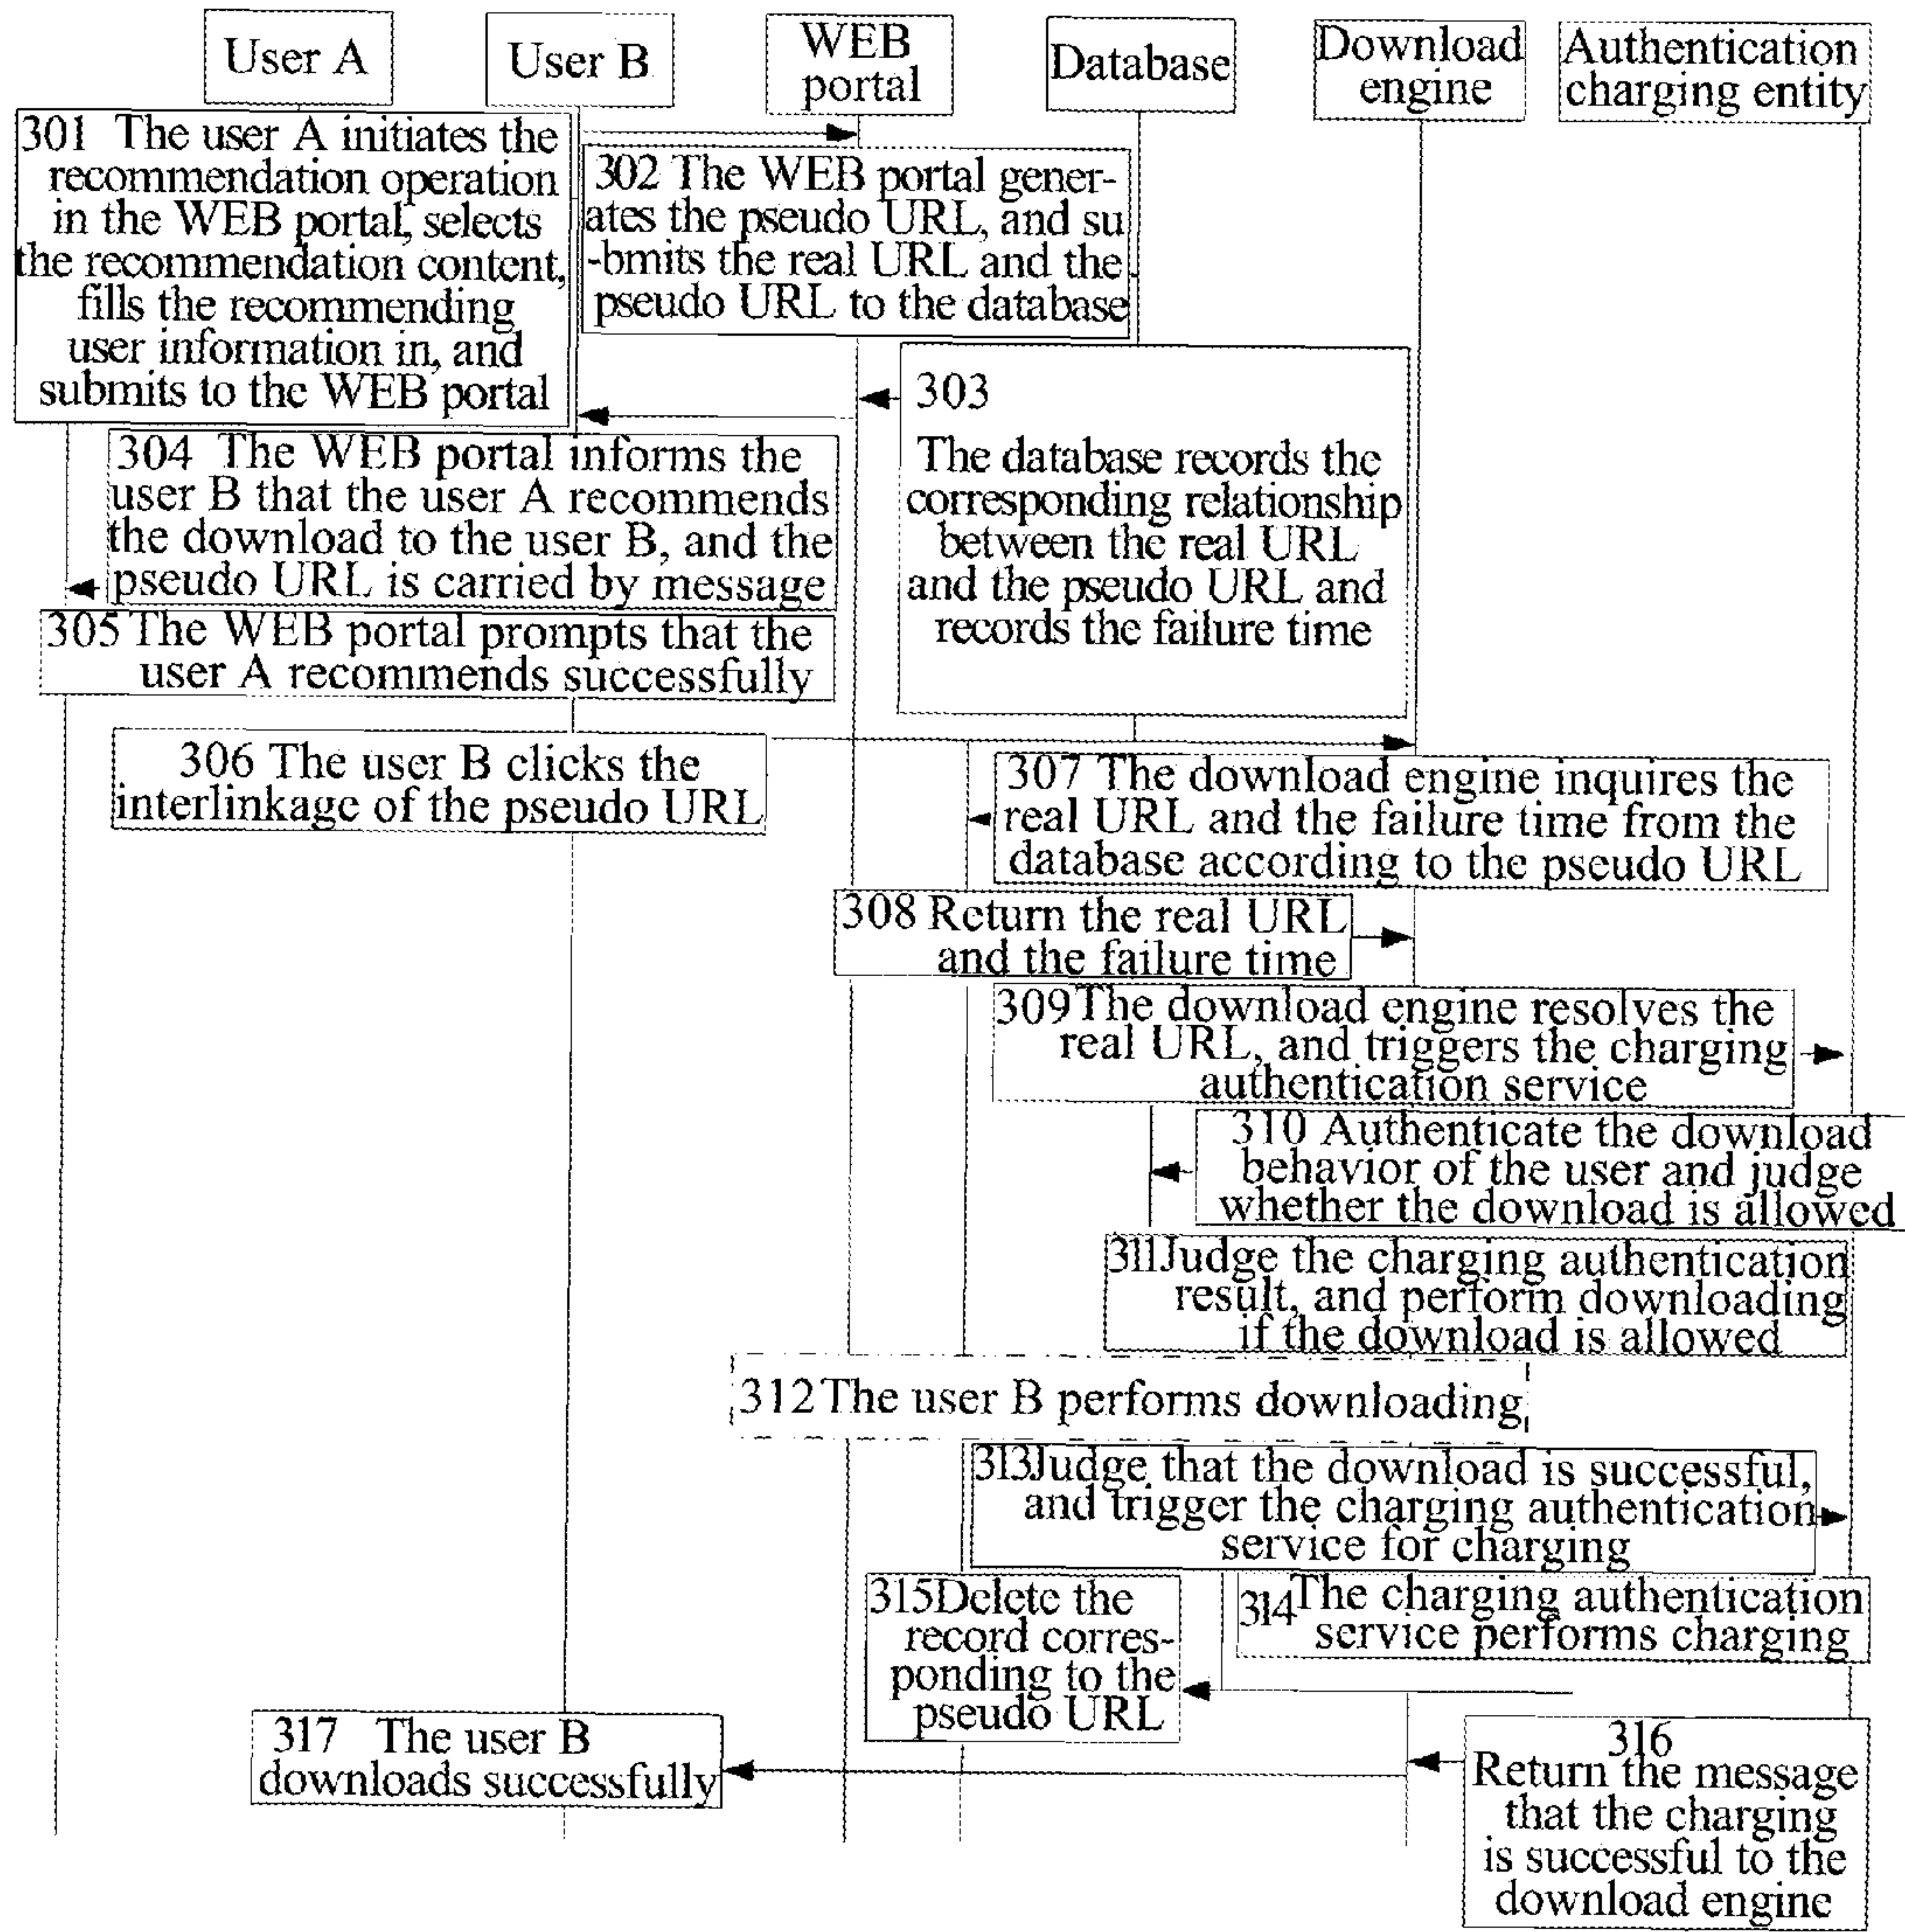 User A
User B
WEB
portal
Database
Download
engine
Authentication
charging entity
301 The user A initiates the
recommendation operation
in the WEB portal, selects
the recommendation content,
fills the recommending
user information in, and
submits to the WEB portal
302 The WEB portal gener-
ates the pseudo URL, and su
-bmits the real URL and the
pseudo URL to the database
303
The database records the
corresponding relationship
between the real URL
and the pseudo URL and
records the failure time
304 The WEB portal informs the
user B that the user A recommends
the download to the user B, and the
pseudo URL is carried by message
305 The WEB portal prompts that the
user A recommends successfully
306 The user B clicks the
interlinkage of the pseudo URL
307 The download engine inquires the
real URL and the failure time from the
database according to the pseudo URL
308 Return the real URL
and the failure time
309 The download engine resolves the
real URL, and triggers the charging
authentication service
310 Authenticate the download
behavior of the user and judge
whether the download is allowed
311 Judge the charging authentication
result, and perform downloading
if the download is allowed
312 The user B performs downloading
313 Judge that the download is successful,
and trigger the charging authentication
service for charging
314 The charging authentication
service performs charging
315 Delete the
record corres-
ponding to the
pseudo URL
316
Return the message
that the charging
is successful to the
download engine
317 The user B
downloads successfully